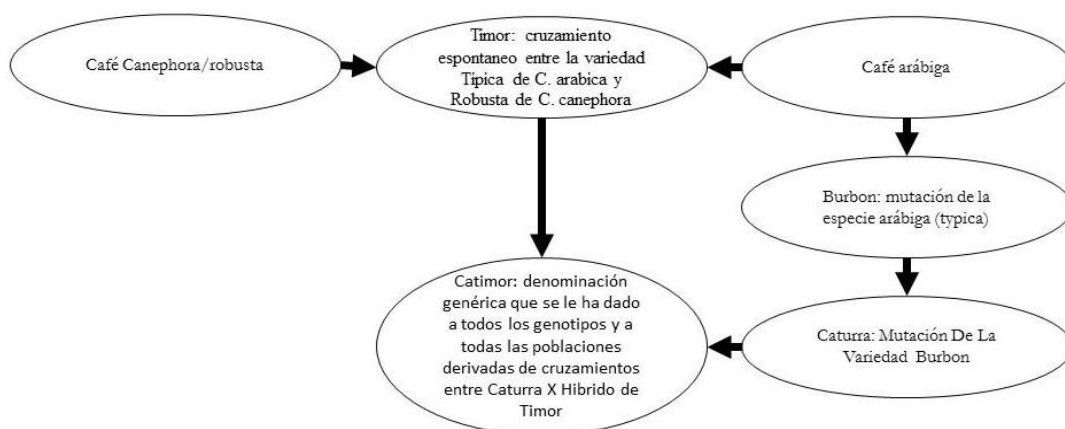 Café Canephora/robusta
Timor: cruzamiento
espontaneo entre la variedad
Típica de C. arabica y
Robusta de C. canephora
Café arábiga
Burbon: mutación de la
especie arábiga (typica)
Catimor: denominación
genérica que se le ha dado
a todos los genotipos y a
todas las poblaciones
derivadas de cruzamientos
entre Caturra X Hibrido de
Timor
Caturra: Mutación De La
Variedad Burbon